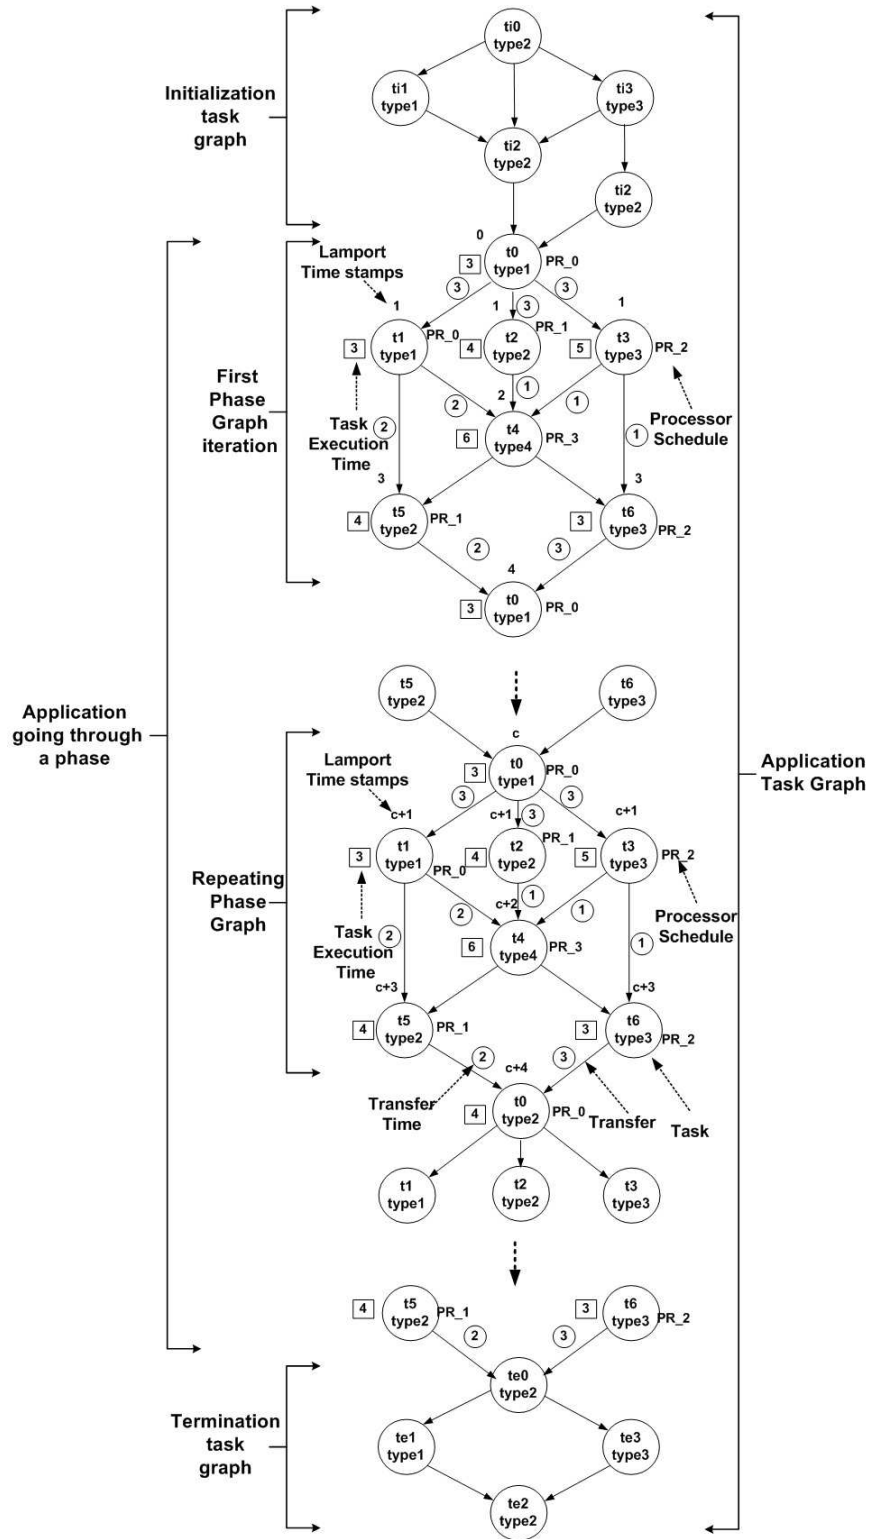 ti0
type2
ti1
type1
ti3
type3
Initialization
task
graph
ti2
type2
ti2
type2
0
t0
type1
3
PR_0
Lamport
Time stamps
3
3
3
1
1
1
t1
type1
PR_0
3
t2
type2
PR_1
4
t3
type3
PR_2
5
First
Phase
Graph
iteration
Task
Execution
Time
2
2
1
1
1
2
Processor
Schedule
t4
type4
6
PR_3
3
3
t5
type2
4
PR_1
t6
type3
3
PR_2
2
3
4
t0
type1
3
PR_0
t5
type2
t6
type3
Application
going through
a phase
Application
Task Graph
c
t0
type1
3
PR_0
Lamport
Time stamps
3
3
3
c+1
c+1
c+1
t1
type1
3
PR_0
t2
type2
4
PR_1
t3
type3
5
PR_2
Repeating
Phase
Graph
Task
Execution
Time
2
2
1
1
1
c+2
Processor
Schedule
t4
type4
6
PR_3
c+3
c+3
t5
type2
4
PR_1
t6
type3
3
PR_2
2
3
c+4
Transfer
Time
t0
type2
4
PR_0
Transfer
Task
t1
type1
t2
type2
t3
type3
4
t5
type2
PR_1
3
t6
type3
PR_2
2
3
te0
type2
Termination
task
graph
te1
type1
te3
type3
te2
type2